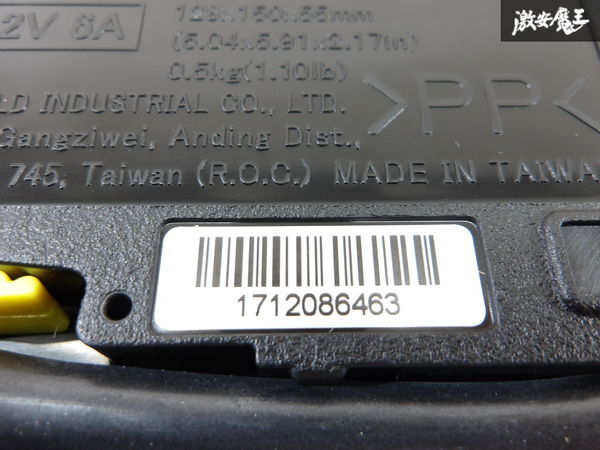 激安魔王
2V 6A
128x150x55mm
(5.04x5.91x2.17in)
0.5kg(1.10lb)
LD INDUSTRIAL CO., LTD.
Gangziwei, Anding Dist.,
745, Taiwan (R.O.C.) MADE IN TAIWA
>PP<
1712086463